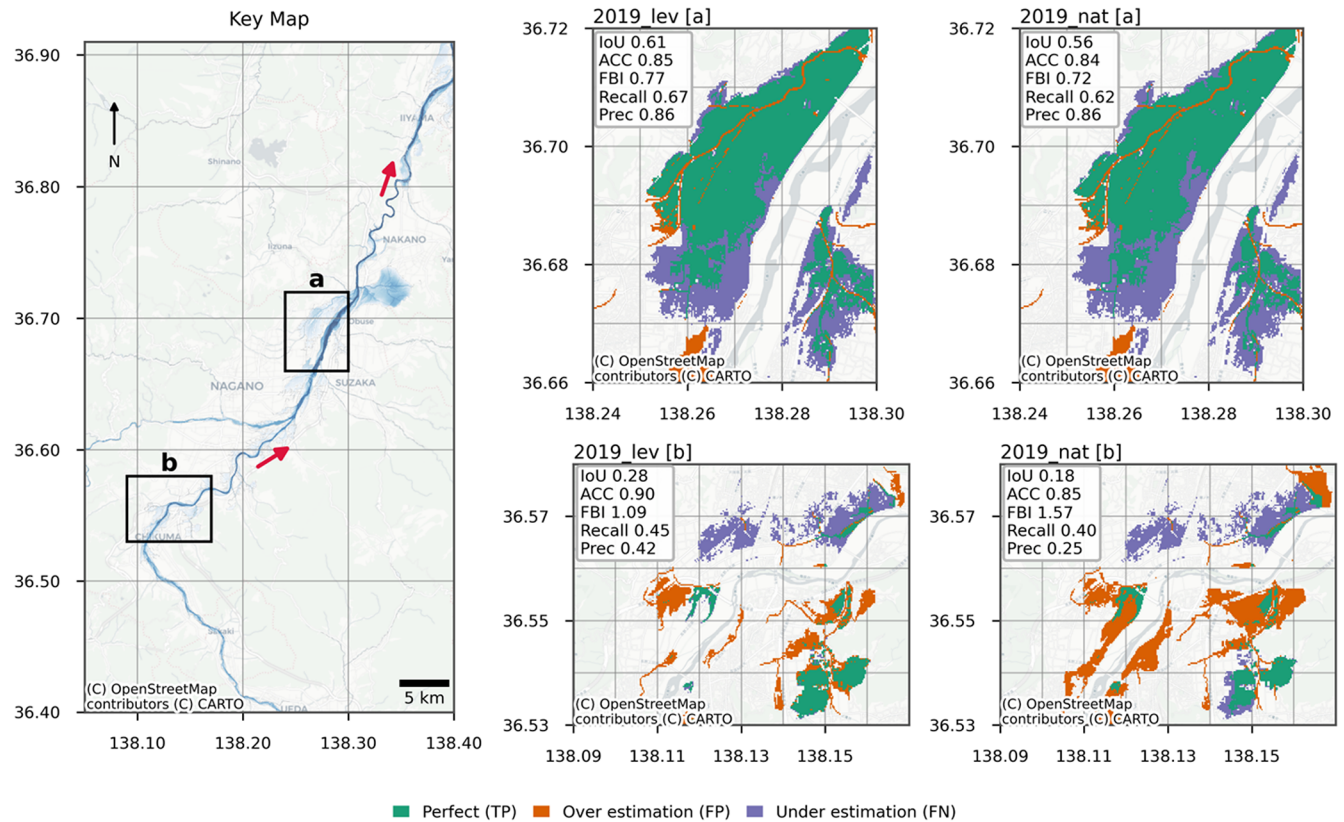 Key Map
36.90
36.80
36.70
36.60
36.50
36.40
138.10
138.20
138.30
138.40
N
IIYAMA
Shinano
Iizuna
NAKANO
a
Obuse
NAGANO
SUZAKA
b
CHIKUMA
Sakaki
UEDA
(C) OpenStreetMap
contributors (C) CARTO
5 km
2019_lev [a]
36.72
36.70
36.68
36.66
IoU 0.61
ACC 0.85
FBI 0.77
Recall 0.67
Prec 0.86
(C) OpenStreetMap
contributors (C) CARTO
138.24
138.26
138.28
138.30
2019_nat [a]
36.72
36.70
36.68
36.66
IoU 0.56
ACC 0.84
FBI 0.72
Recall 0.62
Prec 0.86
(C) OpenStreetMap
contributors (C) CARTO
138.24
138.26
138.28
138.30
2019_lev [b]
36.57
36.55
36.53
IoU 0.28
ACC 0.90
FBI 1.09
Recall 0.45
Prec 0.42
(C) OpenStreetMap
contributors (C) CARTO
138.09
138.11
138.13
138.15
2019_nat [b]
36.57
36.55
36.53
IoU 0.18
ACC 0.85
FBI 1.57
Recall 0.40
Prec 0.25
(C) OpenStreetMap
contributors (C) CARTO
138.09
138.11
138.13
138.15
Perfect (TP)
Over estimation (FP)
Under estimation (FN)